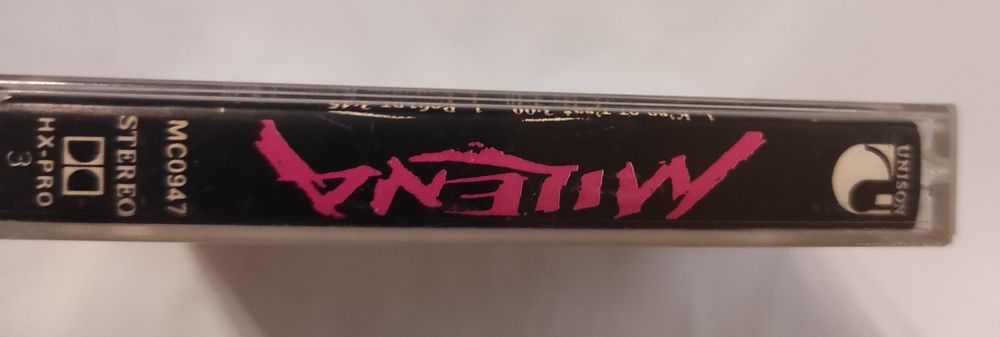 UNISON
MILENA
MC0947
STEREO
HX·PRO
3